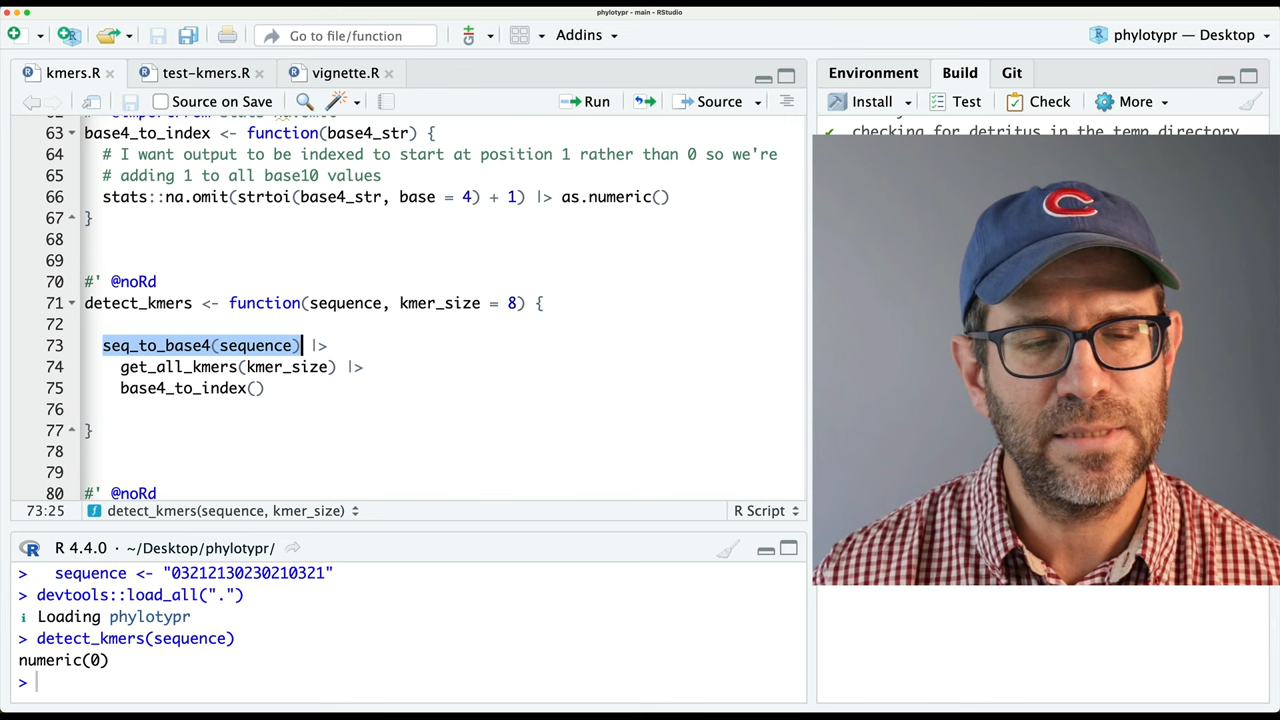 phylotypr - main - RStudio
Go to file/function
Addins
phylotypr — Desktop
kmers.R
test-kmers.R
vignette.R
Environment
Build
Git
Source on Save
Run
Source
Install
Test
Check
More
checking for detritus in the temp directory
63 base4_to_index <- function(base4_str) {
64 # I want output to be indexed to start at position 1 rather than 0 so we're
65 # adding 1 to all base10 values
66 stats::na.omit(strtoi(base4_str, base = 4) + 1) |> as.numeric()
67 }
68
69
70 #' @noRd
71 detect_kmers <- function(sequence, kmer_size = 8) {
72
73 seq_to_base4(sequence) |>
74 get_all_kmers(kmer_size) |>
75 base4_to_index()
76
77 }
78
79
80 #' @noRd
73:25
detect_kmers(sequence, kmer_size)
R Script
R 4.4.0 · ~/Desktop/phylotypr/
> sequence <- "03212130230210321"
> devtools::load_all(".")
i Loading phylotypr
> detect_kmers(sequence)
numeric(0)
>
C